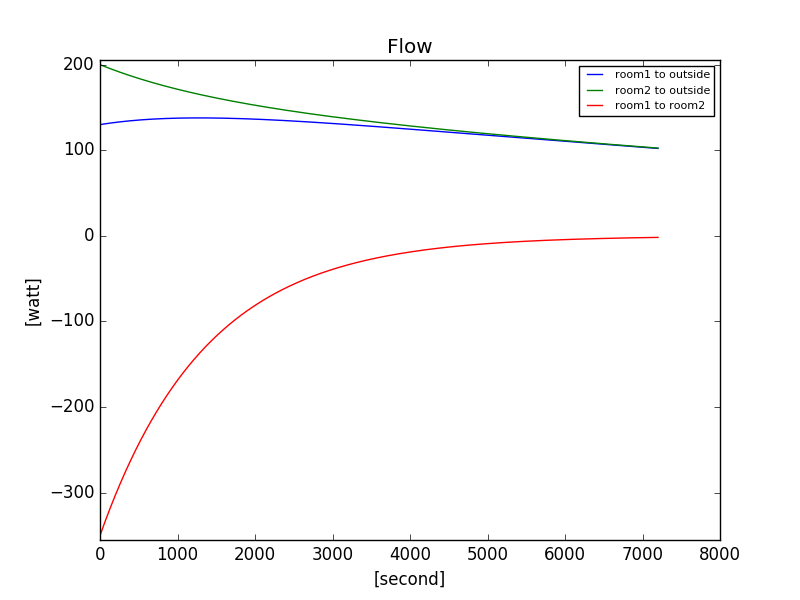 Flow
200
100
0
−100
−200
−300
[watt]
room1 to outside
room2 to outside
room1 to room2
0 1000 2000 3000 4000 5000 6000 7000 8000
[second]